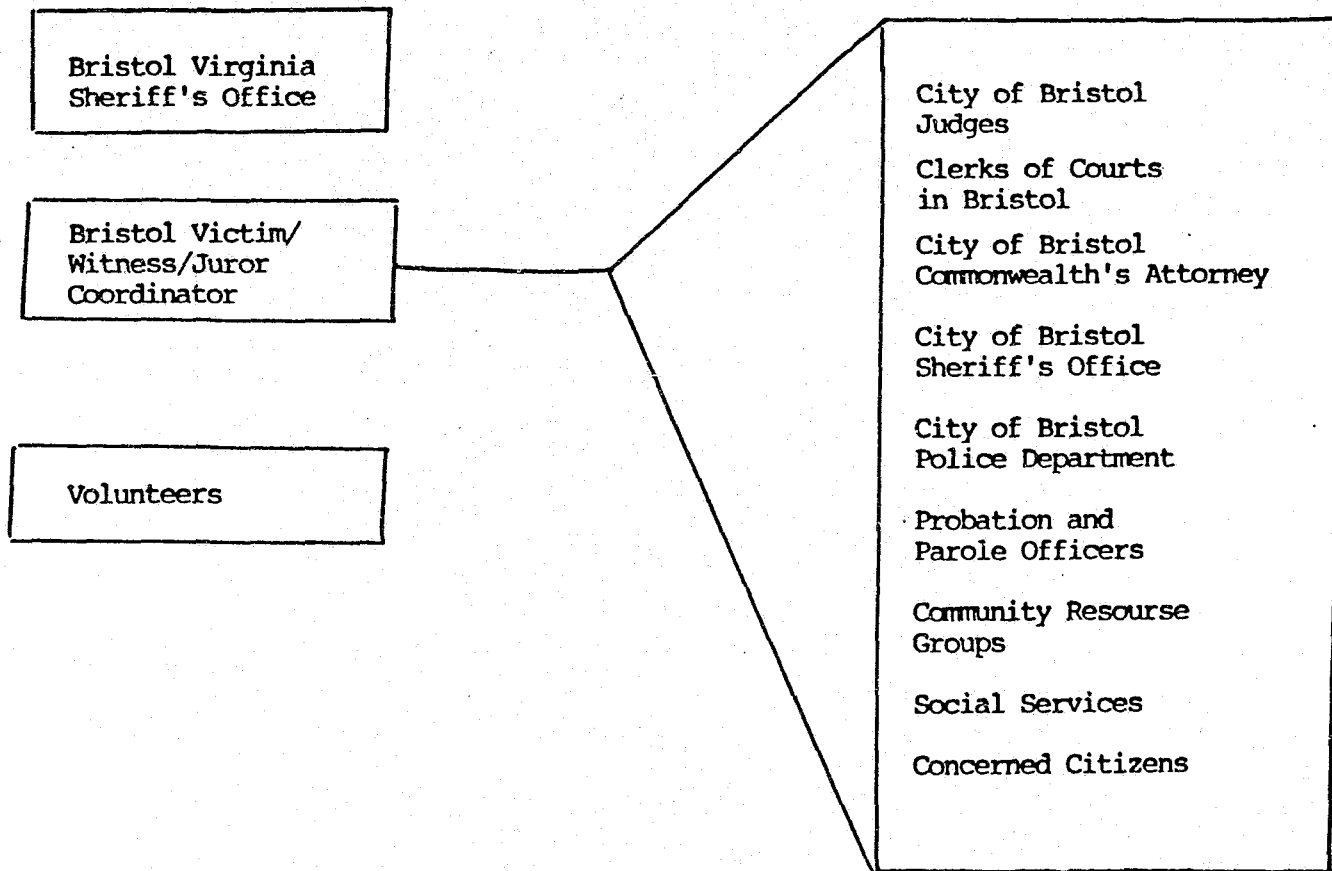 Bristol Virginia
Sheriff's Office
Bristol Victim/
Witness/Juror
Coordinator
Volunteers
City of Bristol
Judges
Clerks of Courts
in Bristol
City of Bristol
Commonwealth's Attorney
City of Bristol
Sheriff's Office
City of Bristol
Police Department
Probation and
Parole Officers
Community Resourse
Groups
Social Services
Concerned Citizens